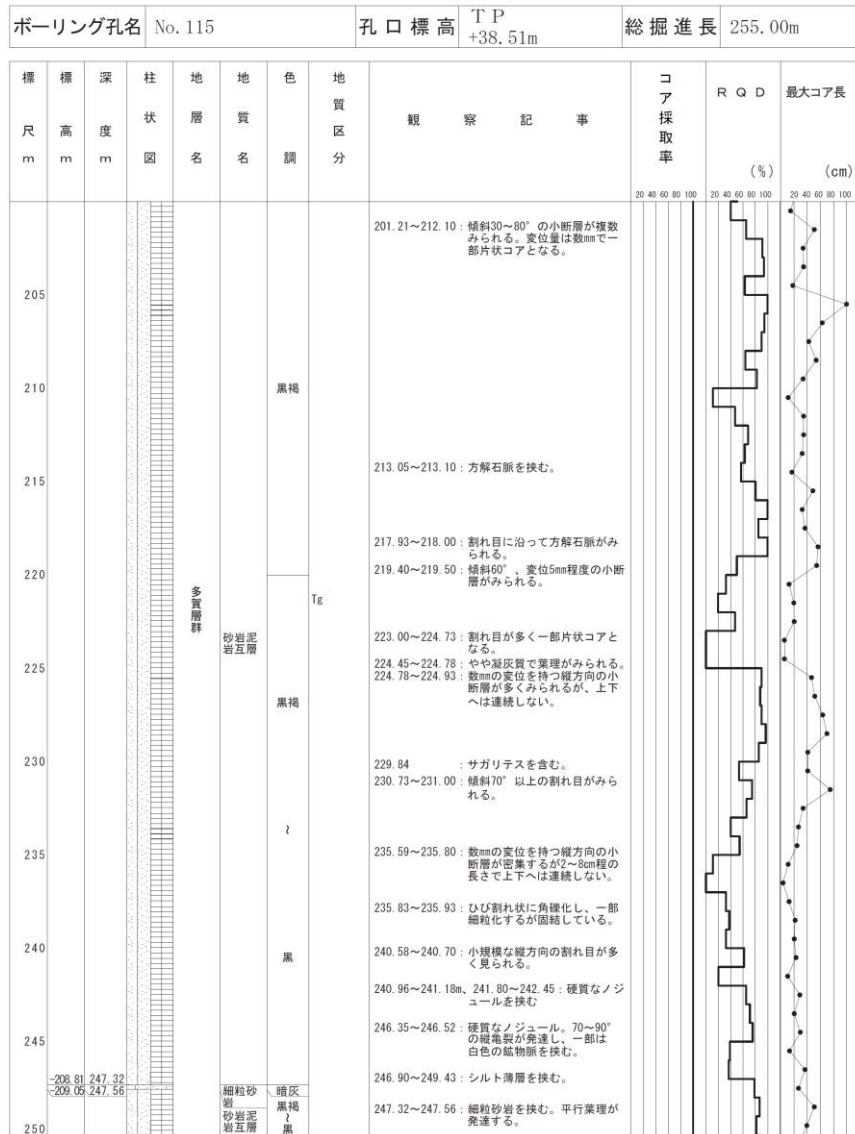 ボーリング孔名 No.115 孔口標高 TP +38.51m 総掘進長 255.00m
標尺m 標高m 深度m 柱状図 地層名 地質名 色調 地質区分 観察記事 コア採取率 RQD (%) 最大コア長 (cm)
20 40 60 80 100 20 40 60 80 100 20 40 60 80 100
201.21～212.10：傾斜30～80°の小断層が複数
みられる。変位量は数mmで一
部片状コアとなる。
205
210 黒褐
213.05～213.10：方解石脈を挟む。
215
217.93～218.00：割れ目に沿って方解石脈がみ
られる。
219.40～219.50：傾斜60°、変位5mm程度の小断
層がみられる。
220
多賀層群
Tg
砂岩泥
岩互層
223.00～224.73：割れ目が多く一部片状コアと
なる。
224.45～224.78：やや凝灰質で葉理がみられる。
225
224.78～224.93：数mmの変位を持つ縦方向の小
断層が多くみられるが、上下
へは連続しない。
黒褐
230
229.84 ：サガリテスを含む。
230.73～231.00：傾斜70°以上の割れ目がみら
れる。
～
235
235.59～235.80：数mmの変位を持つ縦方向の小
断層が密集するが2～8cm程の
長さで上下へは連続しない。
235.83～235.93：ひび割れ状に角礫化し、一部
細粒化するが固結している。
240 黒
240.58～240.70：小規模な縦方向の割れ目が多
く見られる。
240.96～241.18m、241.80～242.45：硬質なノジ
ュールを挟む
245
246.35～246.52：硬質なノジュール。70～90°
の縦亀裂が発達し、一部は
白色の鉱物脈を挟む。
246.90～249.43：シルト薄層を挟む。
-208.81 247.32
-209.05 247.56 細粒砂
岩 暗灰
247.32～247.56：細粒砂岩を挟む。平行葉理が
発達する。
250 砂岩泥
岩互層 黒褐
～
黒